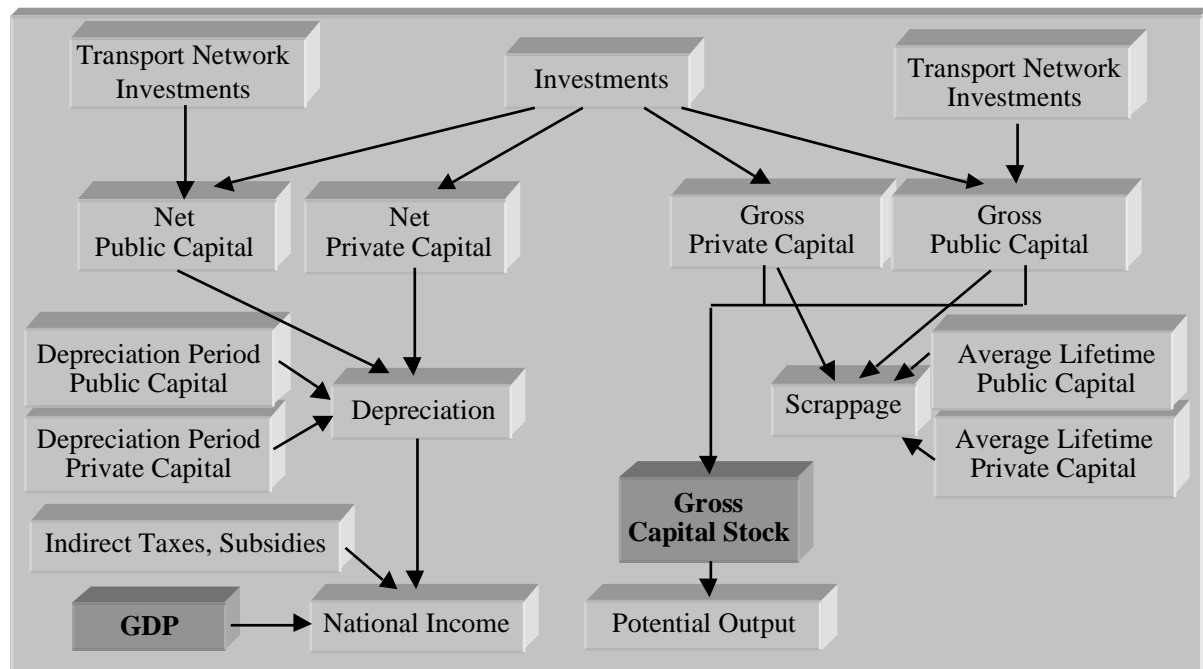 Transport Network
Investments
Investments
Transport Network
Investments
Net
Public Capital
Net
Private Capital
Gross
Private Capital
Gross
Public Capital
Depreciation Period
Public Capital
Depreciation
Scrappage
Average Lifetime
Public Capital
Depreciation Period
Private Capital
Average Lifetime
Private Capital
Gross
Capital Stock
Indirect Taxes, Subsidies
GDP
National Income
Potential Output